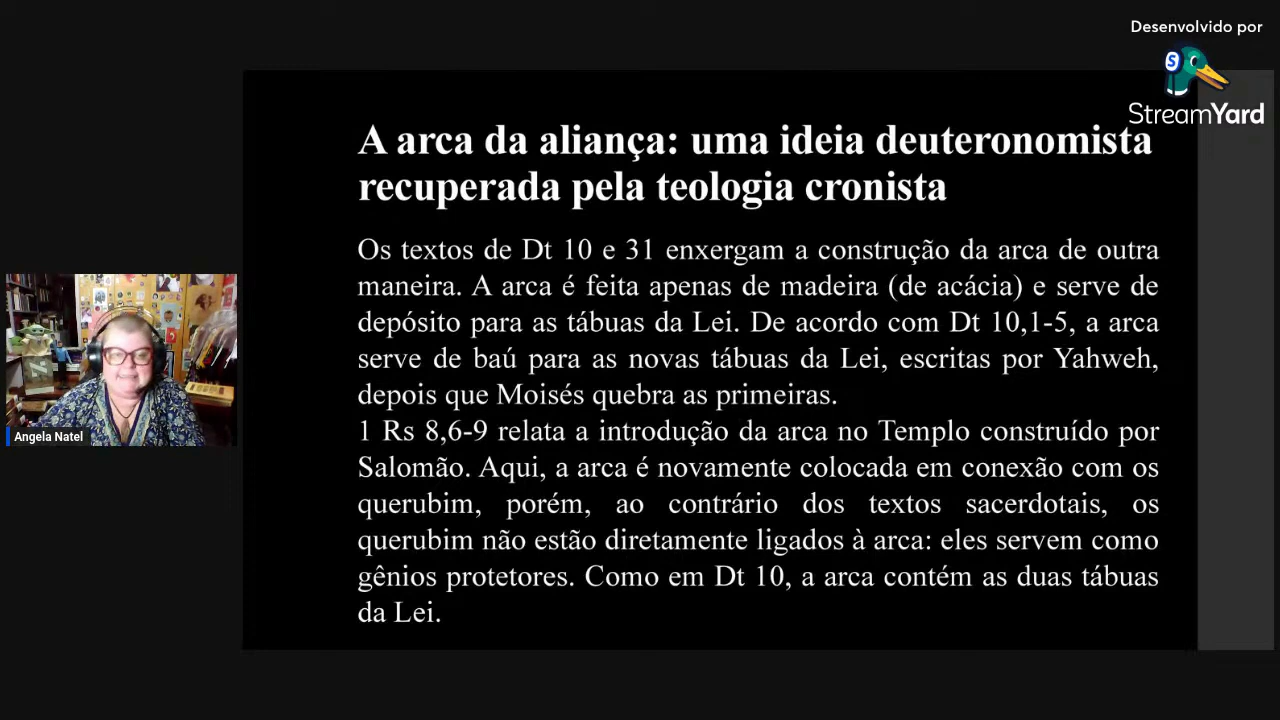 Desenvolvido por
StreamYard
A arca da aliança: uma ideia deuteronomista
recuperada pela teologia cronista
Os textos de Dt 10 e 31 enxergam a construção da arca de outra
maneira. A arca é feita apenas de madeira (de acácia) e serve de
depósito para as tábuas da Lei. De acordo com Dt 10,1-5, a arca
serve de baú para as novas tábuas da Lei, escritas por Yahweh,
depois que Moisés quebra as primeiras.
1 Rs 8,6-9 relata a introdução da arca no Templo construído por
Salomão. Aqui, a arca é novamente colocada em conexão com os
querubim, porém, ao contrário dos textos sacerdotais, os
querubim não estão diretamente ligados à arca: eles servem como
gênios protetores. Como em Dt 10, a arca contém as duas tábuas
da Lei.
Angela Natel